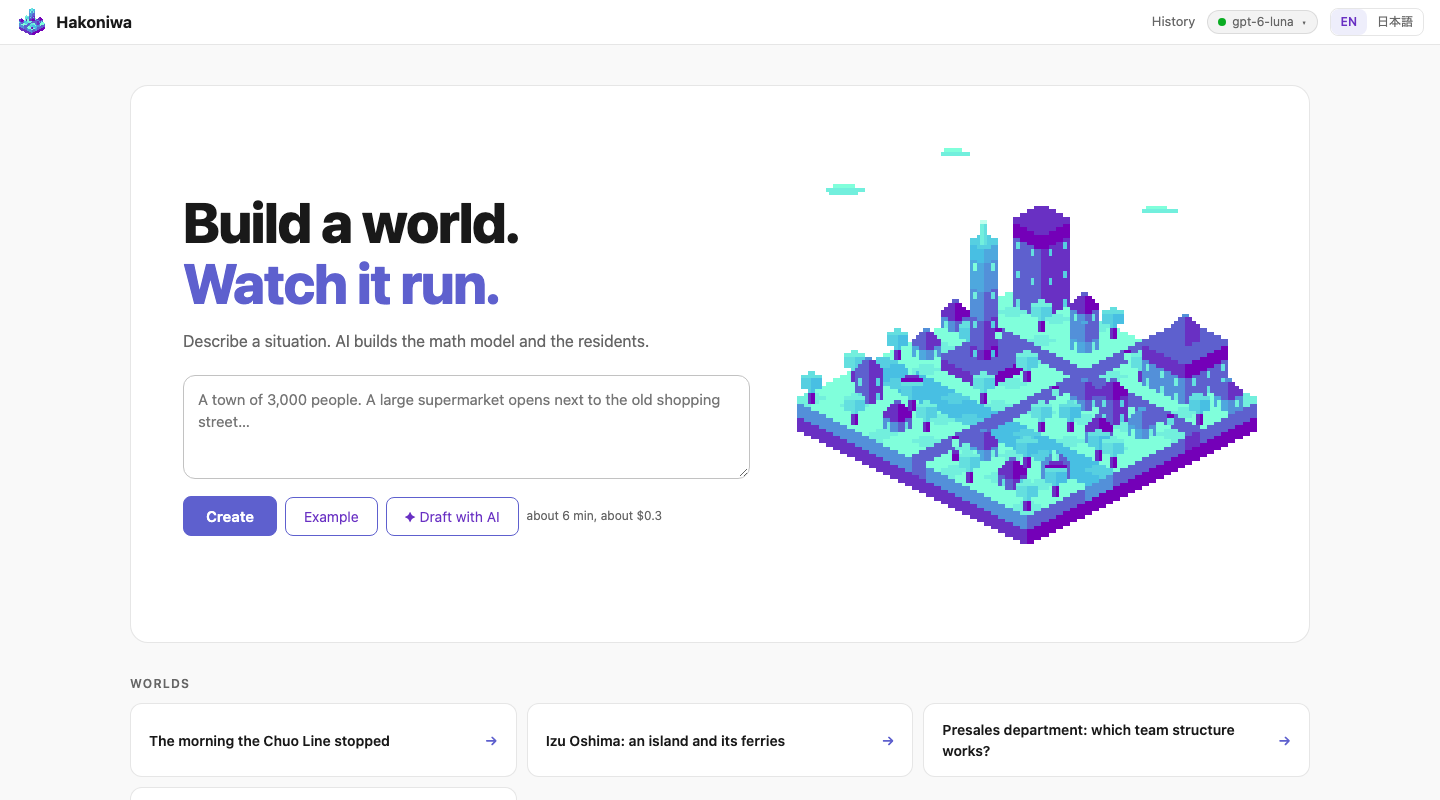 Hakoniwa
History
gpt-6-luna
EN
日本語
Build a world.
Watch it run.
Describe a situation. AI builds the math model and the residents.
A town of 3,000 people. A large supermarket opens next to the old shopping
street...
Create
Example
✦ Draft with AI
about 6 min, about $0.3
WORLDS
The morning the Chuo Line stopped →
Izu Oshima: an island and its ferries →
Presales department: which team structure
works? →